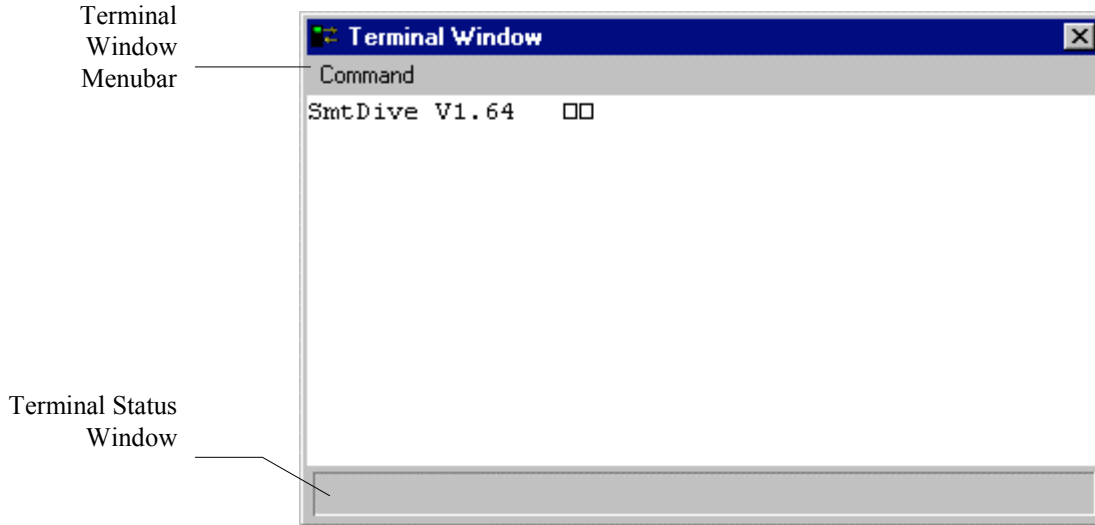 Terminal
Window
Menubar
Terminal Window
Command
SmtDive V1.64 □□
Terminal Status
Window